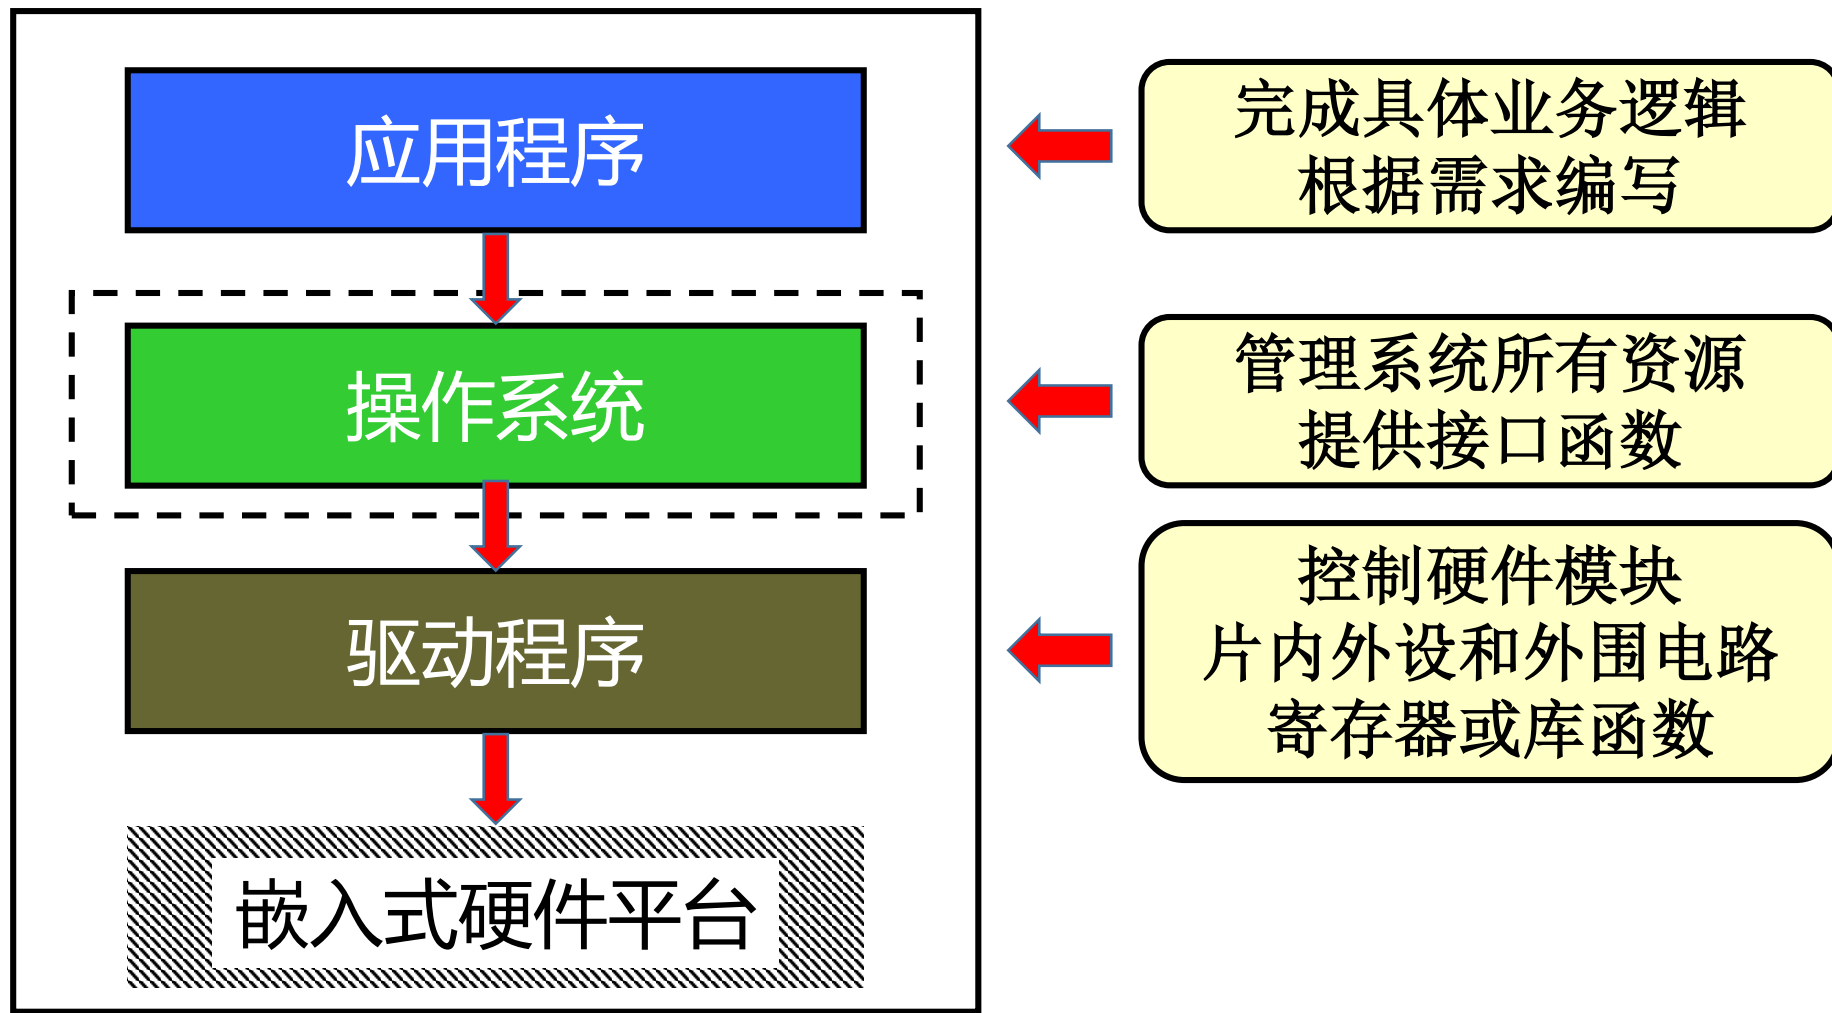 应用程序
完成具体业务逻辑
根据需求编写
操作系统
管理系统所有资源
提供接口函数
驱动程序
控制硬件模块
片内外设和外围电路
寄存器或库函数
嵌入式硬件平台